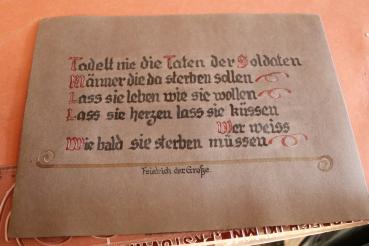 Tadelt nie die Taten der Soldaten
Männer die da sterben sollen
Lass sie leben wie sie wollen
Lass sie herzen lass sie küssen
Wer weiss
Wie bald sie sterben müssen
Friedrich der Große.